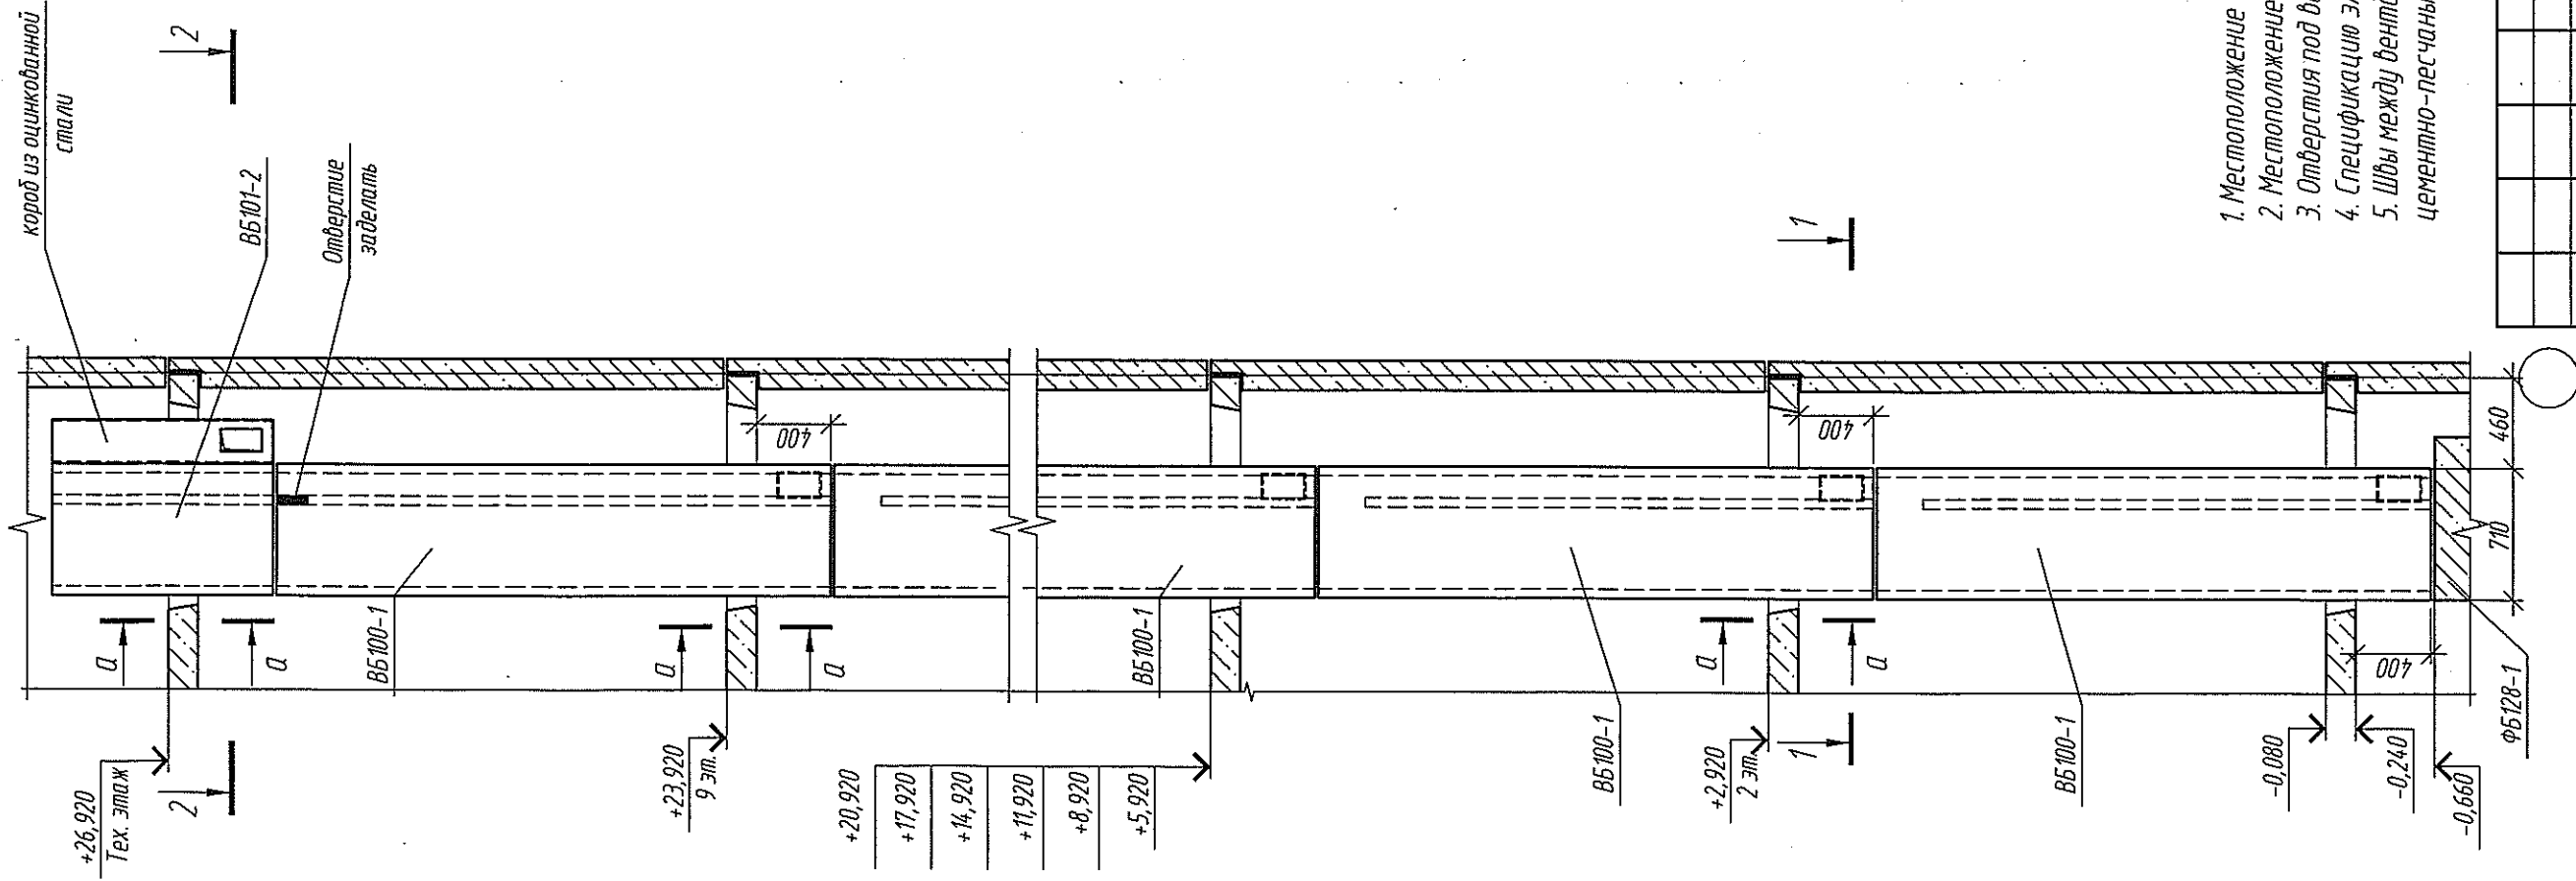 короб из оцинкованной
стали
2
ВБ101-2
Отверстие
заделать
1
а
а
ВБ100-1
а
а
400
ВБ100-1
400
а
а
ВБ100-1
ВБ100-1
400
460
710
ФБ128-1
+26,920
Тех. этаж
2
+23,920
9 эт.
+20,920
+17,920
+14,920
+11,920
+8,920
+5,920
+2,920
2 эт.
1
-0,080
-0,240
-0,660
1. Местоположение
2. Местоположение
3. Отверстия под
4. Спецификацию
5. Швы между
цементно-песчаны